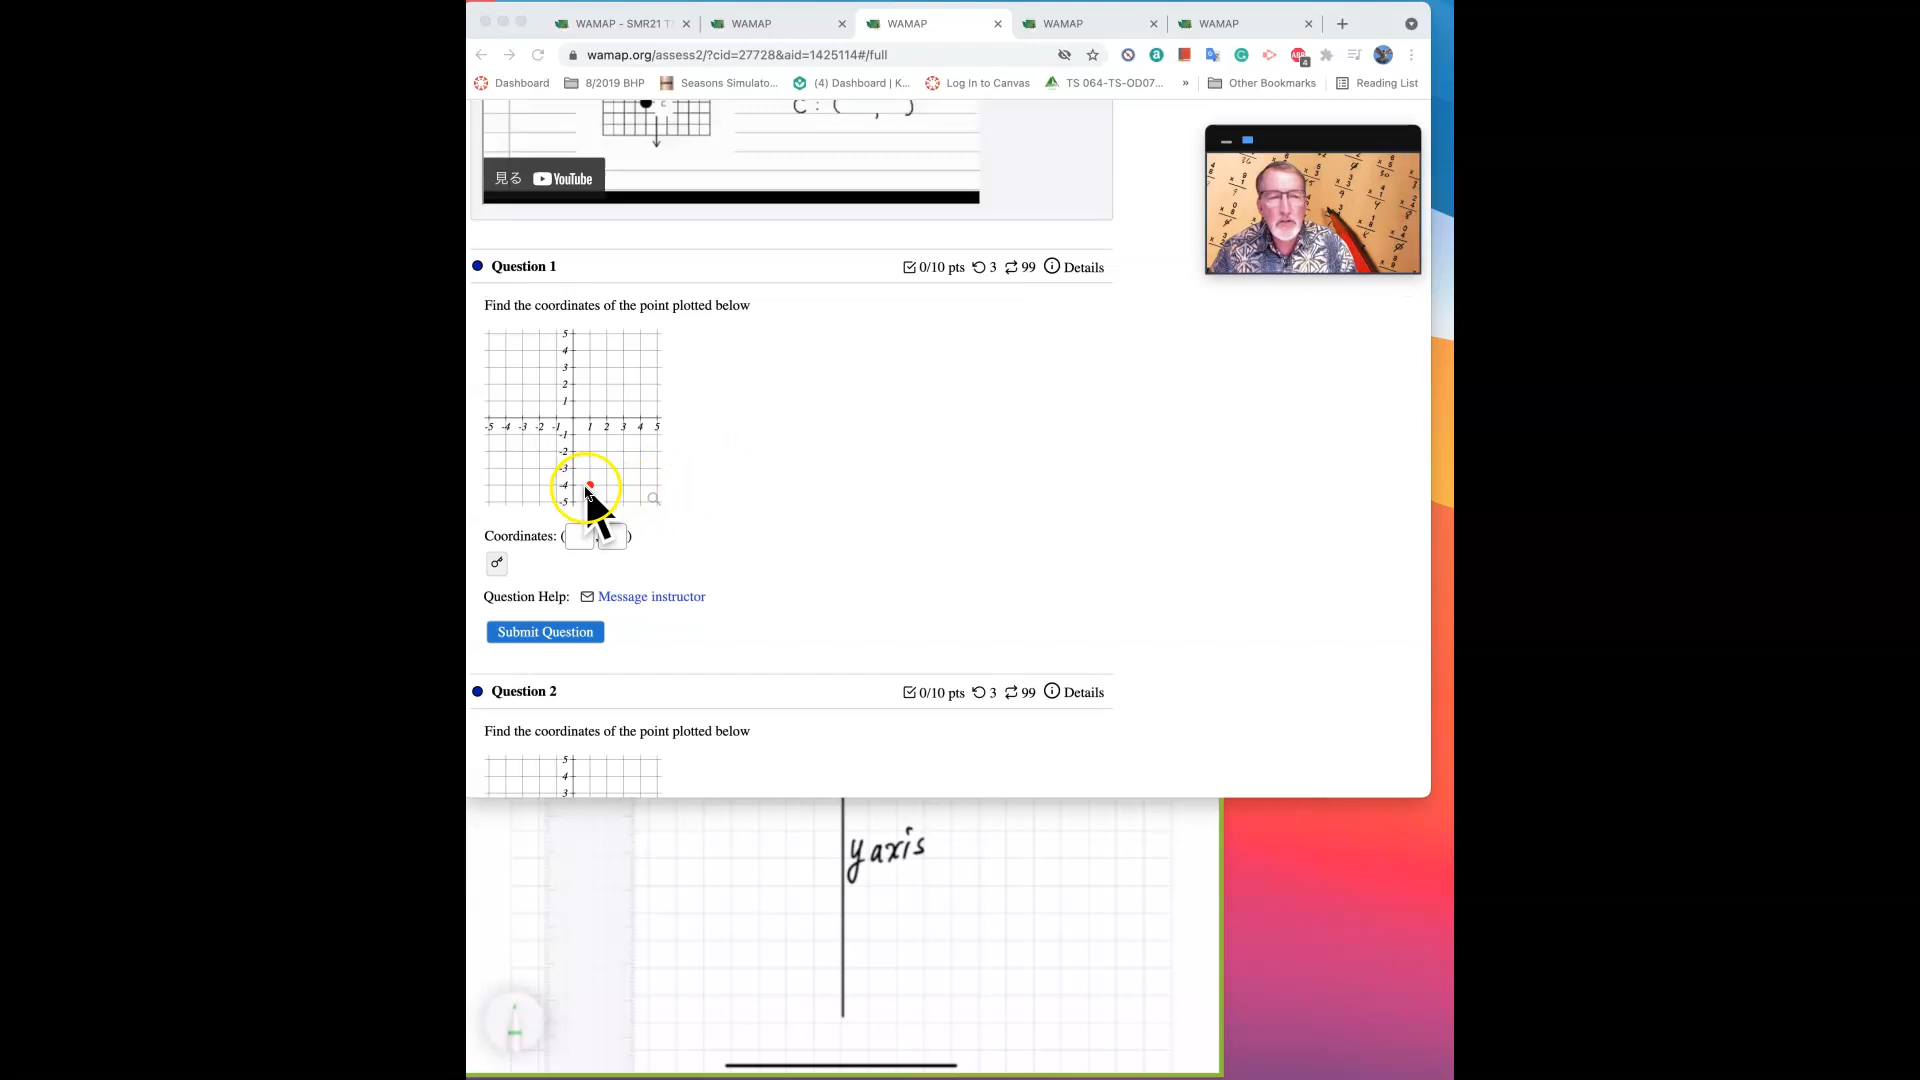 WAMAP - SMR21 T
WAMAP
WAMAP
WAMAP
WAMAP
wamap.org/assess2/?cid=27728&aid=1425114#/full
Dashboard
8/2019 BHP
Seasons Simulato...
(4) Dashboard | K...
Log In to Canvas
TS 064-TS-OD07...
»
Other Bookmarks
Reading List
c
C : ( , )
見る YouTube
Question 1
0/10 pts 3 99 Details
Find the coordinates of the point plotted below
5
4
3
2
1
-5 -4 -3 -2 -1 1 2 3 4 5
-1
-2
-3
-4
-5
Coordinates: ( , )
Question Help: Message instructor
Submit Question
Question 2
0/10 pts 3 99 Details
Find the coordinates of the point plotted below
5
4
3
y axis